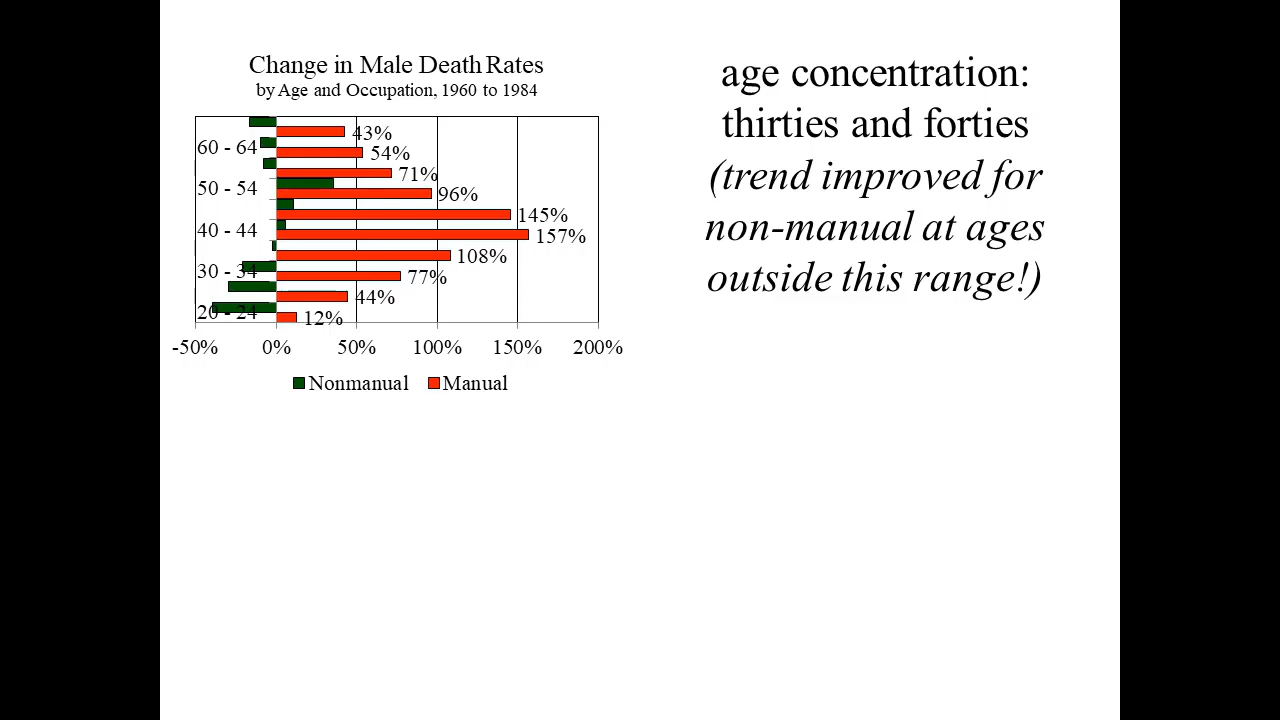 Change in Male Death Rates
by Age and Occupation, 1960 to 1984
43%
60 - 64
54%
71%
50 - 54
96%
145%
40 - 44
157%
108%
30 - 34
77%
44%
20 - 24
12%
-50% 0% 50% 100% 150% 200%
Nonmanual Manual
age concentration:
thirties and forties
(trend improved for
non-manual at ages
outside this range!)